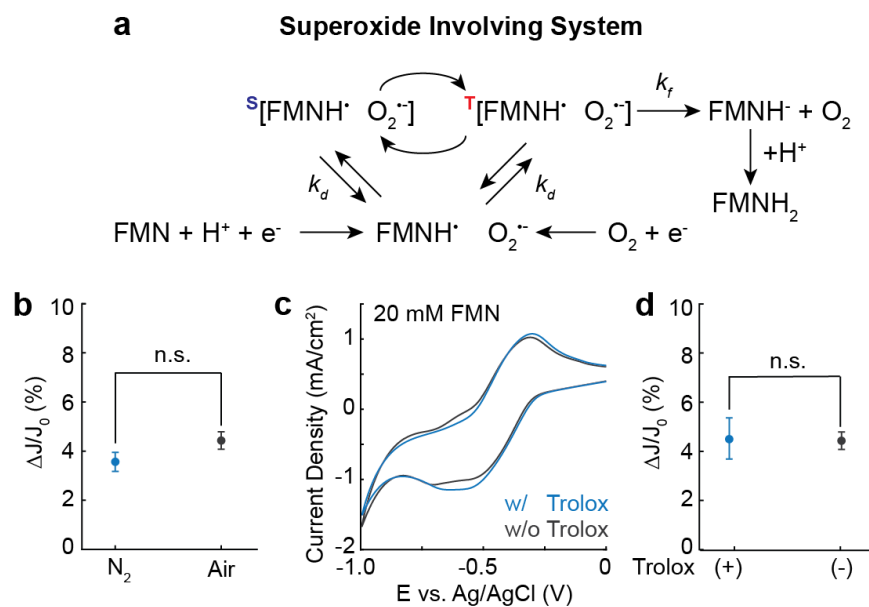 a Superoxide Involving System
S[FMNH• O2•-] T[FMNH• O2•-] kf FMNH- + O2
+H+
kd kd
FMNH2
FMN + H+ + e- FMNH• O2•- O2 + e-
b
10
8
6
4
2
0
ΔJ/J0 (%)
n.s.
N2 Air
c
20 mM FMN
1
0
-1
-2
Current Density (mA/cm2)
w/ Trolox
w/o Trolox
-1.0 -0.5 0
E vs. Ag/AgCl (V)
d
10
8
6
4
2
0
ΔJ/J0 (%)
n.s.
Trolox (+) (-)